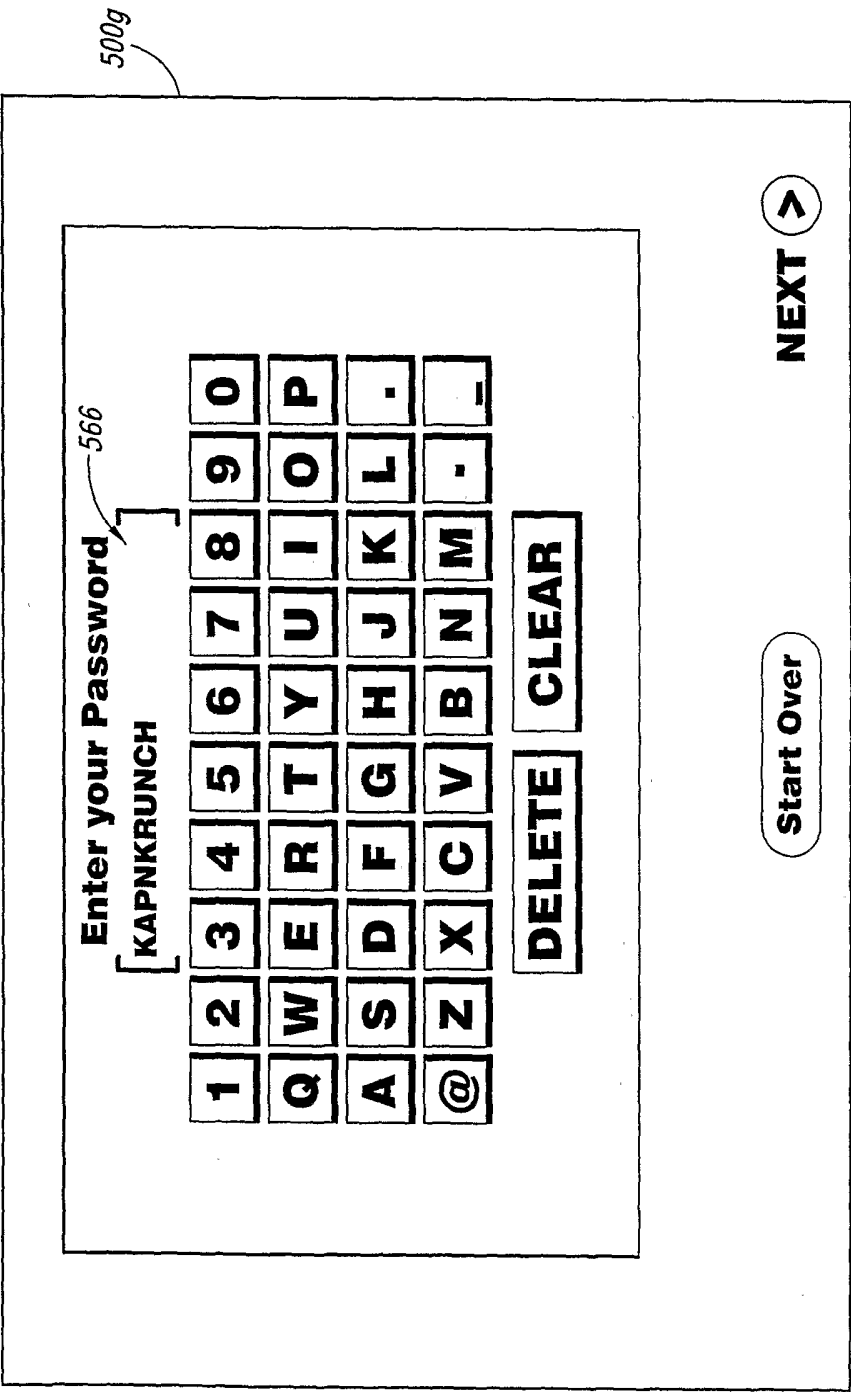 500g
Enter your Password
566
[KAPNKRUNCH]
1 2 3 4 5 6 7 8 9 0
Q W E R T Y U I O P
A S D F G H J K L .
@ Z X C V B N M - _
DELETE CLEAR
Start Over NEXT >